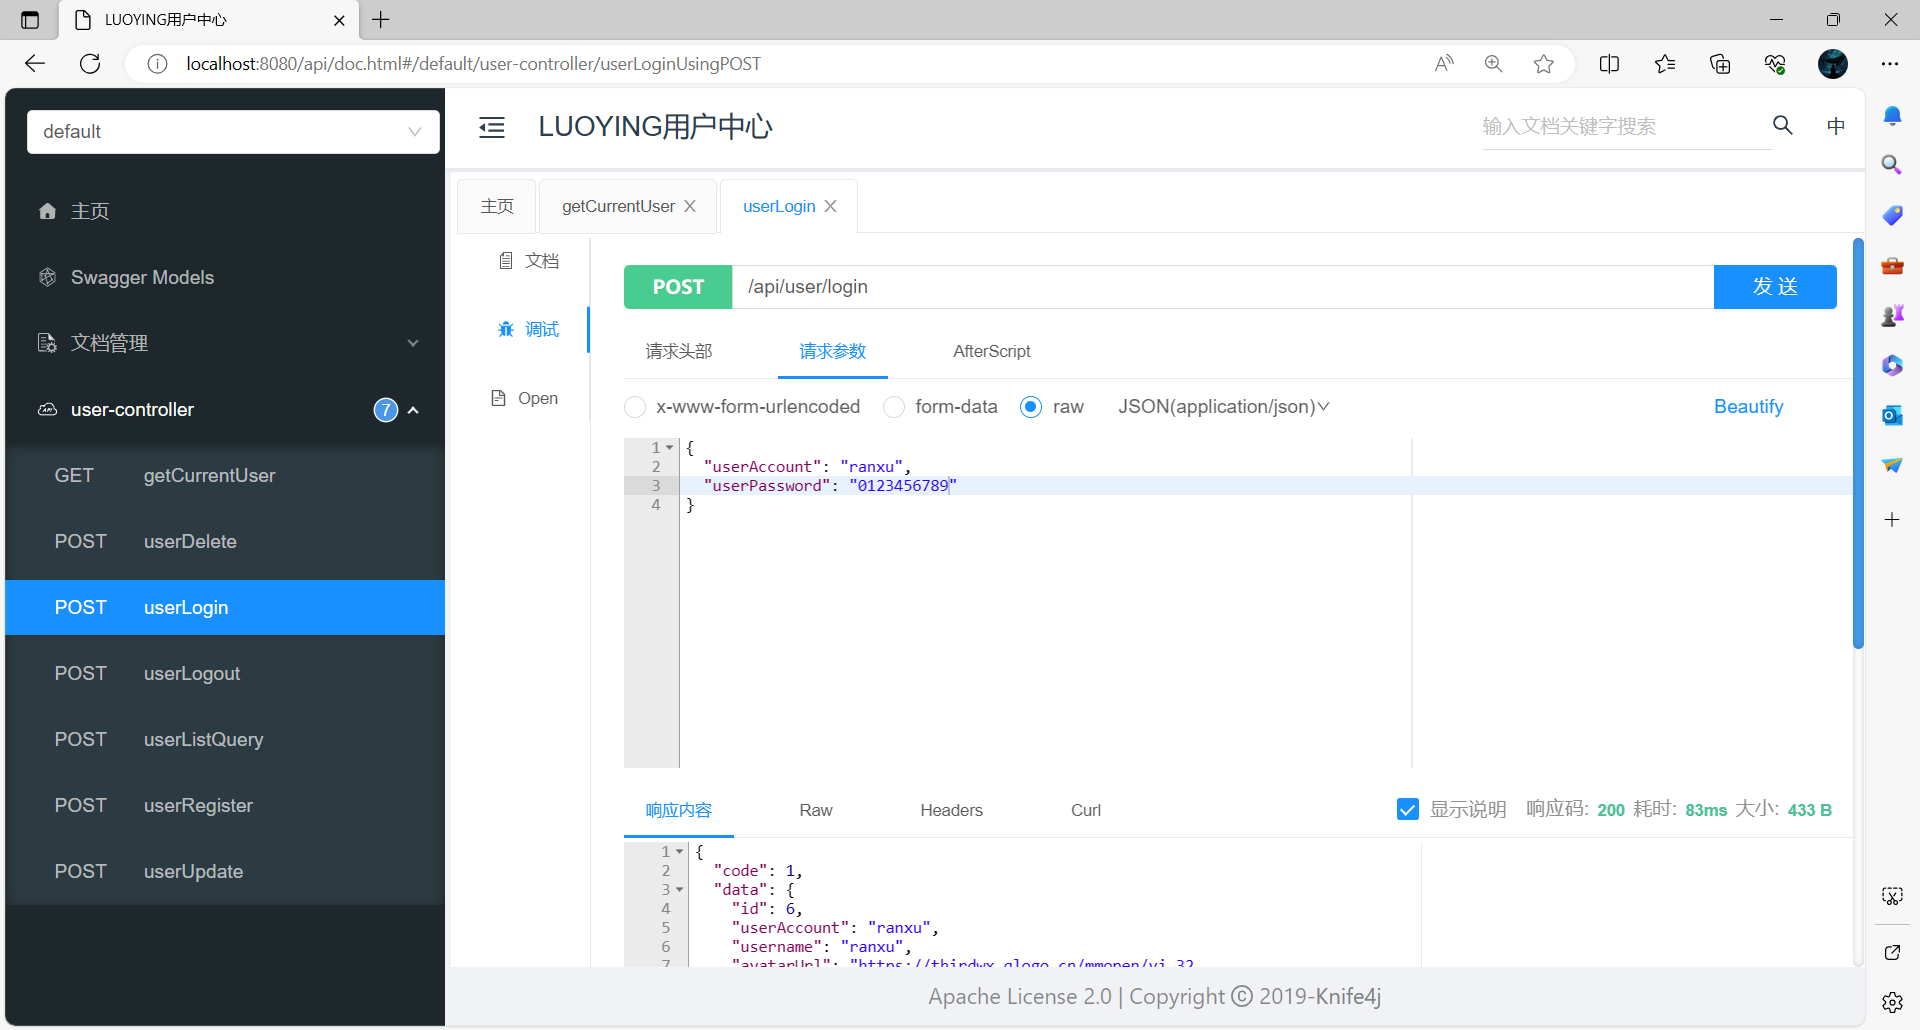 LUOYING用户中心
localhost:8080/api/doc.html#/default/user-controller/userLoginUsingPOST
default
主页
Swagger Models
文档管理
user-controller
7
GET getCurrentUser
POST userDelete
POST userLogin
POST userLogout
POST userListQuery
POST userRegister
POST userUpdate
LUOYING用户中心
输入文档关键字搜索
中
主页
getCurrentUser
userLogin
文档
调试
Open
POST /api/user/login 发 送
请求头部 请求参数 AfterScript
x-www-form-urlencoded form-data raw JSON(application/json) Beautify
1 {
2 "userAccount": "ranxu",
3 "userPassword": "0123456789"
4 }
响应内容 Raw Headers Curl 显示说明 响应码: 200 耗时: 83ms 大小: 433 B
1 {
2 "code": 1,
3 "data": {
4 "id": 6,
5 "userAccount": "ranxu",
6 "username": "ranxu",
7 "avatarUrl": "https://thirdwx.qlogo.cn/mmopen/vi_32
Apache License 2.0 | Copyright © 2019-Knife4j